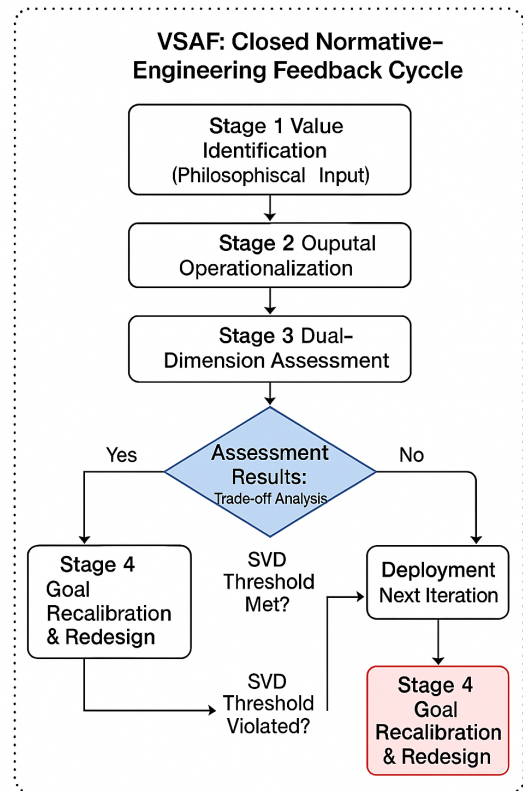 VSAF: Closed Normative–
Engineering Feedback Cyccle
Stage 1 Value
Identification
(Philosophiscal Input)
Stage 2 Ouputal
Operationalization
Stage 3 Dual–
Dimension Assessment
Assessment
Results:
Trade-off Analysis
Yes
No
Stage 4
Goal
Recalibration
& Redesign
SVD
Threshold
Met?
Deployment
Next Iteration
SVD
Threshold
Violated?
Stage 4
Goal
Recalibration
& Redesign